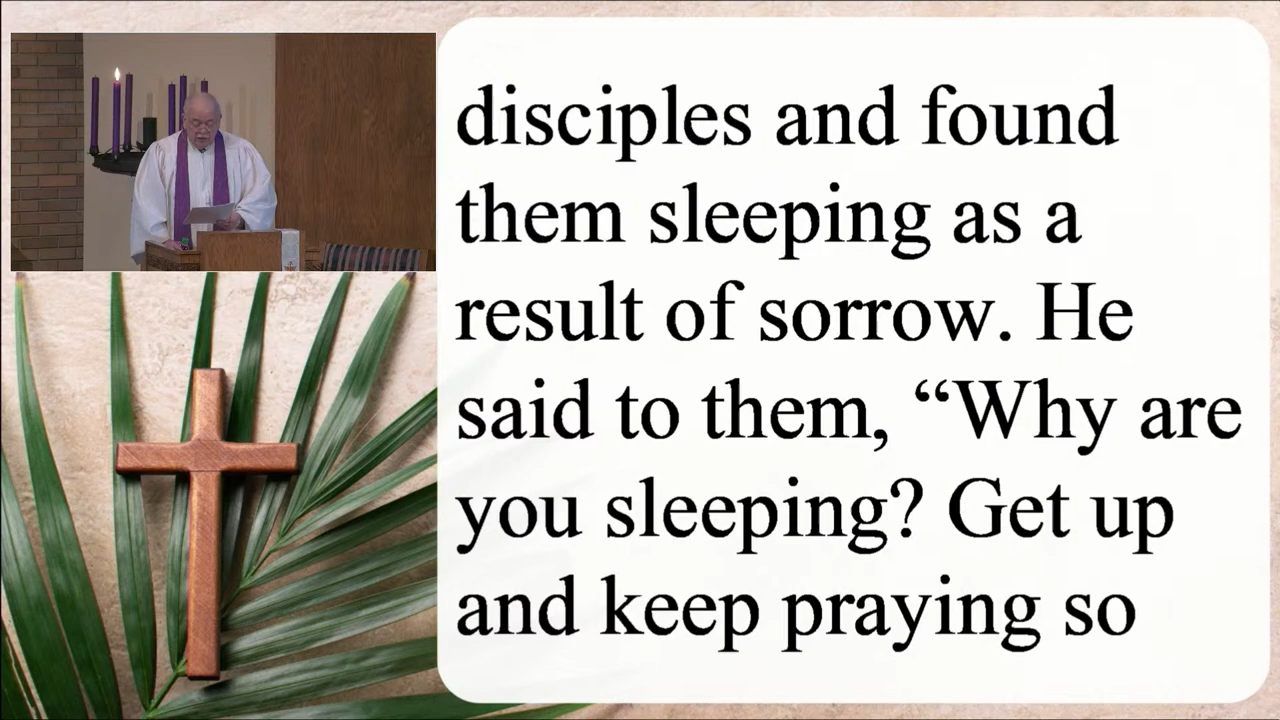 disciples and found
them sleeping as a
result of sorrow. He
said to them, “Why are
you sleeping? Get up
and keep praying so